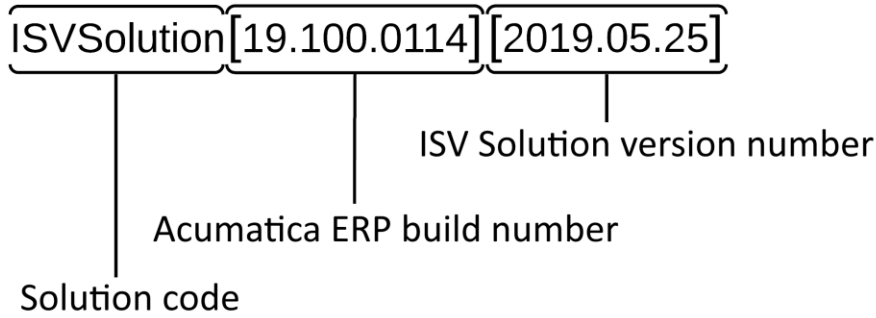 ISVSolution[19.100.0114][2019.05.25]
ISV Solution version number
Acumatica ERP build number
Solution code